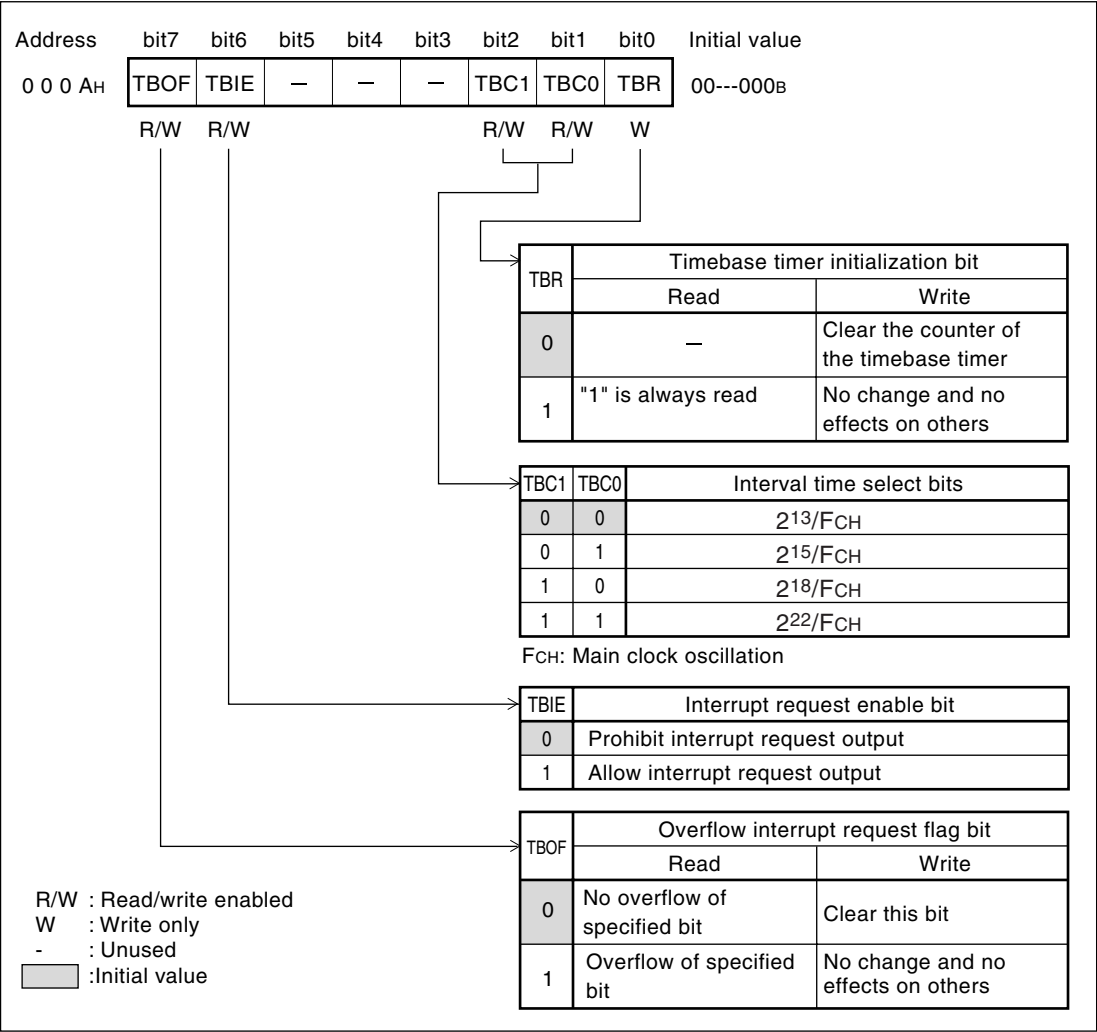 Address bit7 bit6 bit5 bit4 bit3 bit2 bit1 bit0 Initial value
0 0 0 AH TBOF TBIE — — — TBC1 TBC0 TBR 00---000B
R/W R/W R/W R/W W
TBR Timebase timer initialization bit
Read Write
0 — Clear the counter of
the timebase timer
1 "1" is always read No change and no
effects on others
TBC1 TBC0 Interval time select bits
0 0 213/FCH
0 1 215/FCH
1 0 218/FCH
1 1 222/FCH
FCH: Main clock oscillation
TBIE Interrupt request enable bit
0 Prohibit interrupt request output
1 Allow interrupt request output
TBOF Overflow interrupt request flag bit
Read Write
0 No overflow of
specified bit Clear this bit
1 Overflow of specified
bit No change and no
effects on others
R/W : Read/write enabled
W : Write only
- : Unused
:Initial value